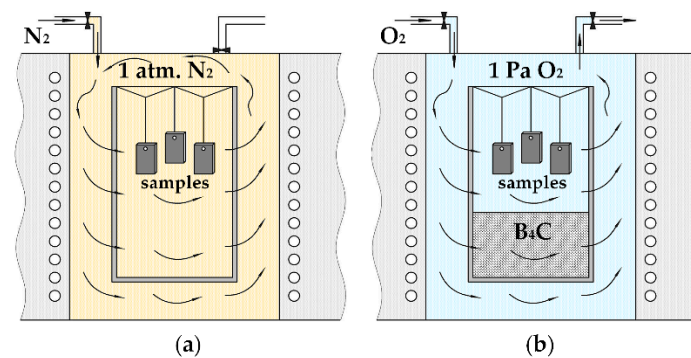 N₂
1 atm. N₂
samples
(a)
O₂
1 Pa O₂
samples
B₄C
(b)